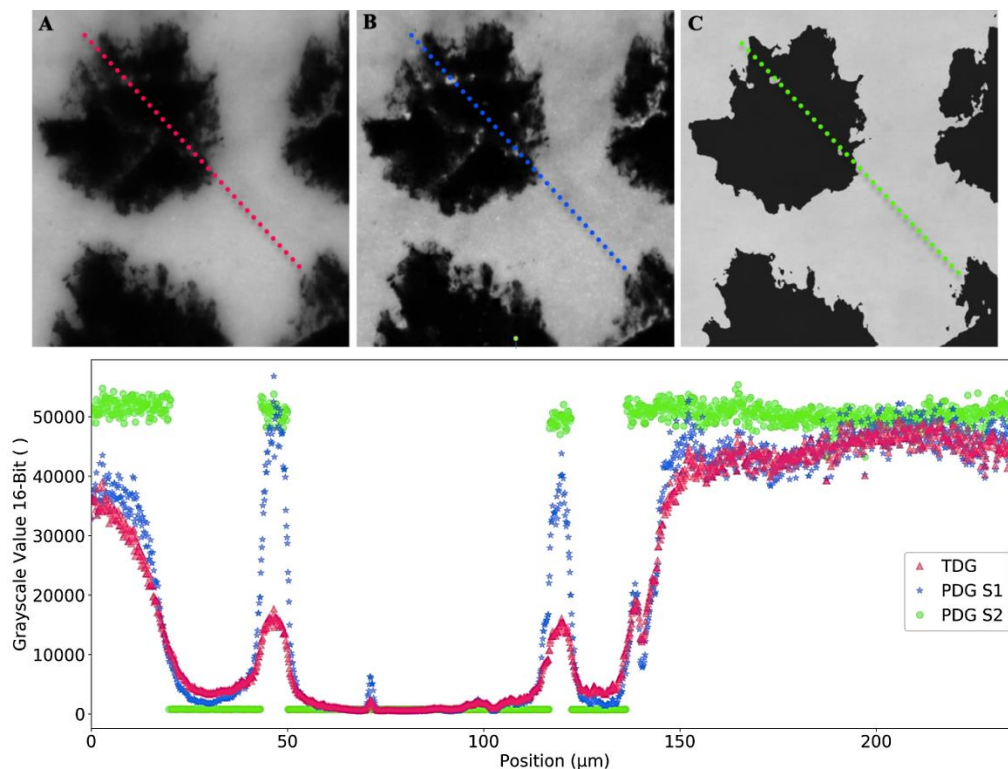 A B C
Grayscale Value 16-Bit ( )
50000
40000
30000
20000
10000
0
TDG
PDG S1
PDG S2
0 50 100 150 200
Position (μm)